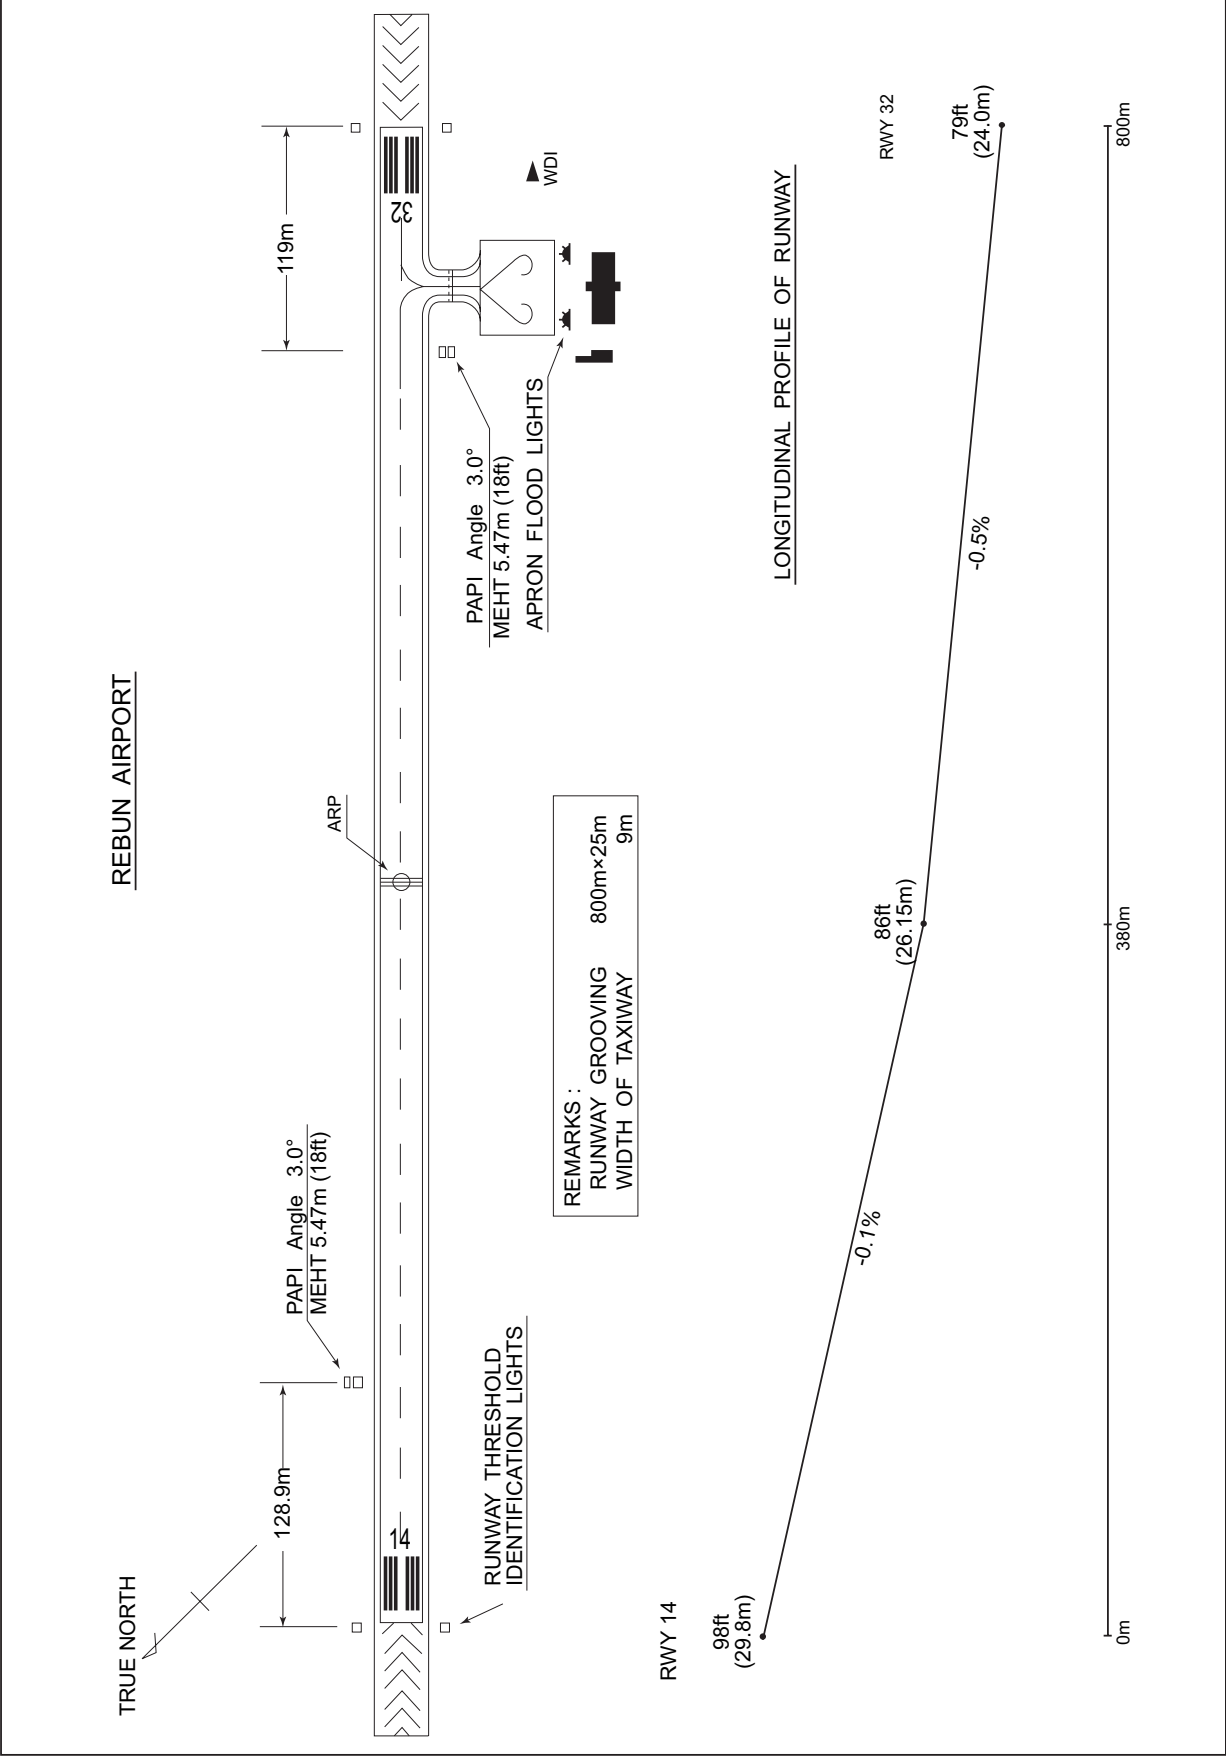 REBUN AIRPORT
TRUE NORTH
128.9m
PAPI Angle 3.0°
MEHT 5.47m (18ft)
ARP
119m
14
32
RUNWAY THRESHOLD
IDENTIFICATION LIGHTS
PAPI Angle 3.0°
MEHT 5.47m (18ft)
APRON FLOOD LIGHTS
WDI
REMARKS :
RUNWAY GROOVING 800m×25m
WIDTH OF TAXIWAY 9m
LONGITUDINAL PROFILE OF RUNWAY
RWY 14
RWY 32
98ft
(29.8m)
-0.1%
86ft
(26.15m)
-0.5%
79ft
(24.0m)
0m
380m
800m